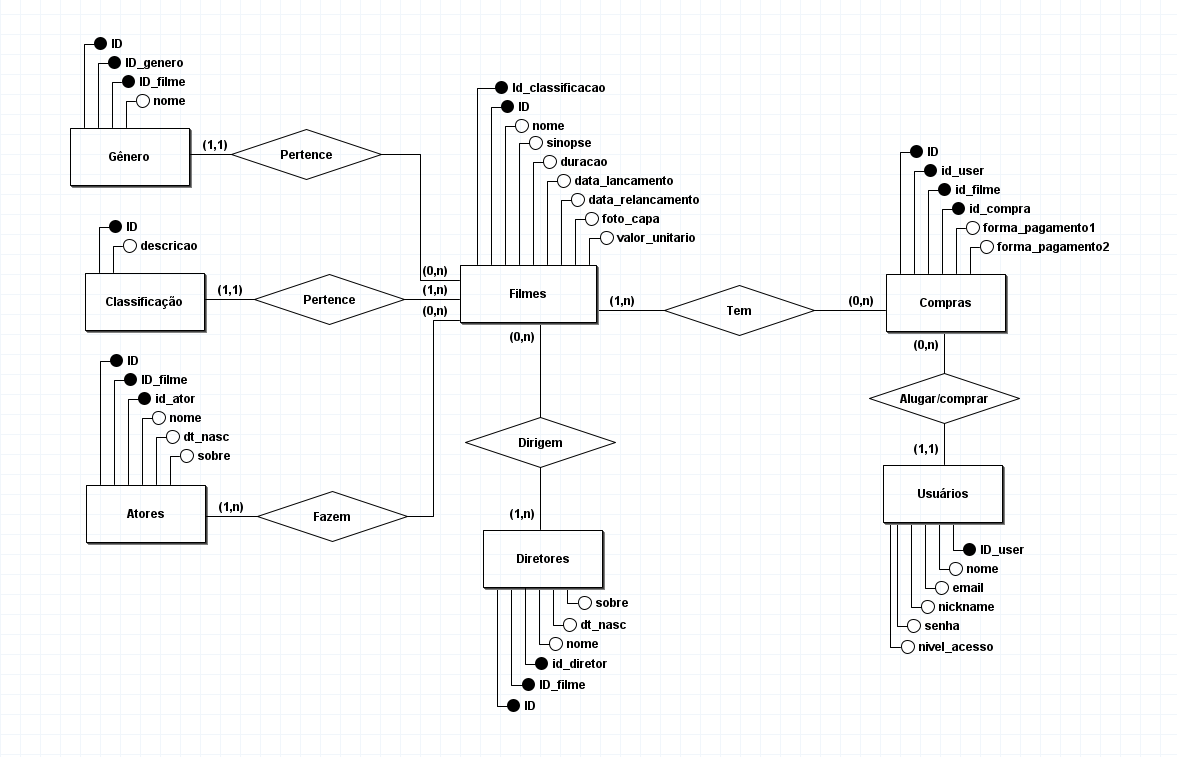 ID
ID_genero
ID_filme
nome
Gênero
(1,1)
Pertence
(0,n)
ID
descricao
Classificação
(1,1)
Pertence
(1,n)
ID
ID_filme
id_ator
nome
dt_nasc
sobre
Atores
(1,n)
Fazem
(0,n)
Id_classificacao
ID
nome
sinopse
duracao
data_lancamento
data_relancamento
foto_capa
valor_unitario
Filmes
(0,n)
Dirigem
(1,n)
Diretores
sobre
dt_nasc
nome
id_diretor
ID_filme
ID
(1,n)
Tem
(0,n)
ID
id_user
id_filme
id_compra
forma_pagamento1
forma_pagamento2
Compras
(0,n)
Alugar/comprar
(1,1)
Usuários
ID_user
nome
email
nickname
senha
nivel_acesso